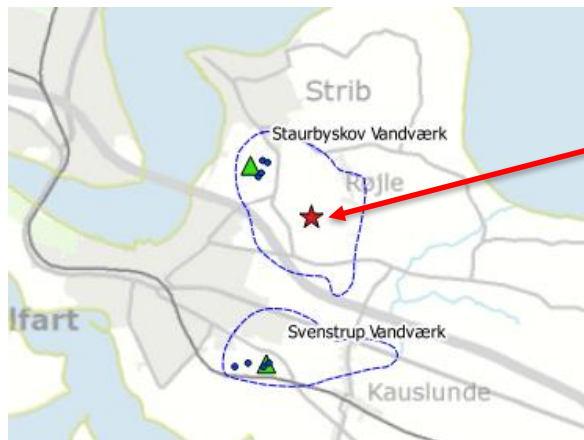 Strib
Staurbyskov Vandværk
Røjle
Svenstrup Vandværk
lfart
Kauslunde